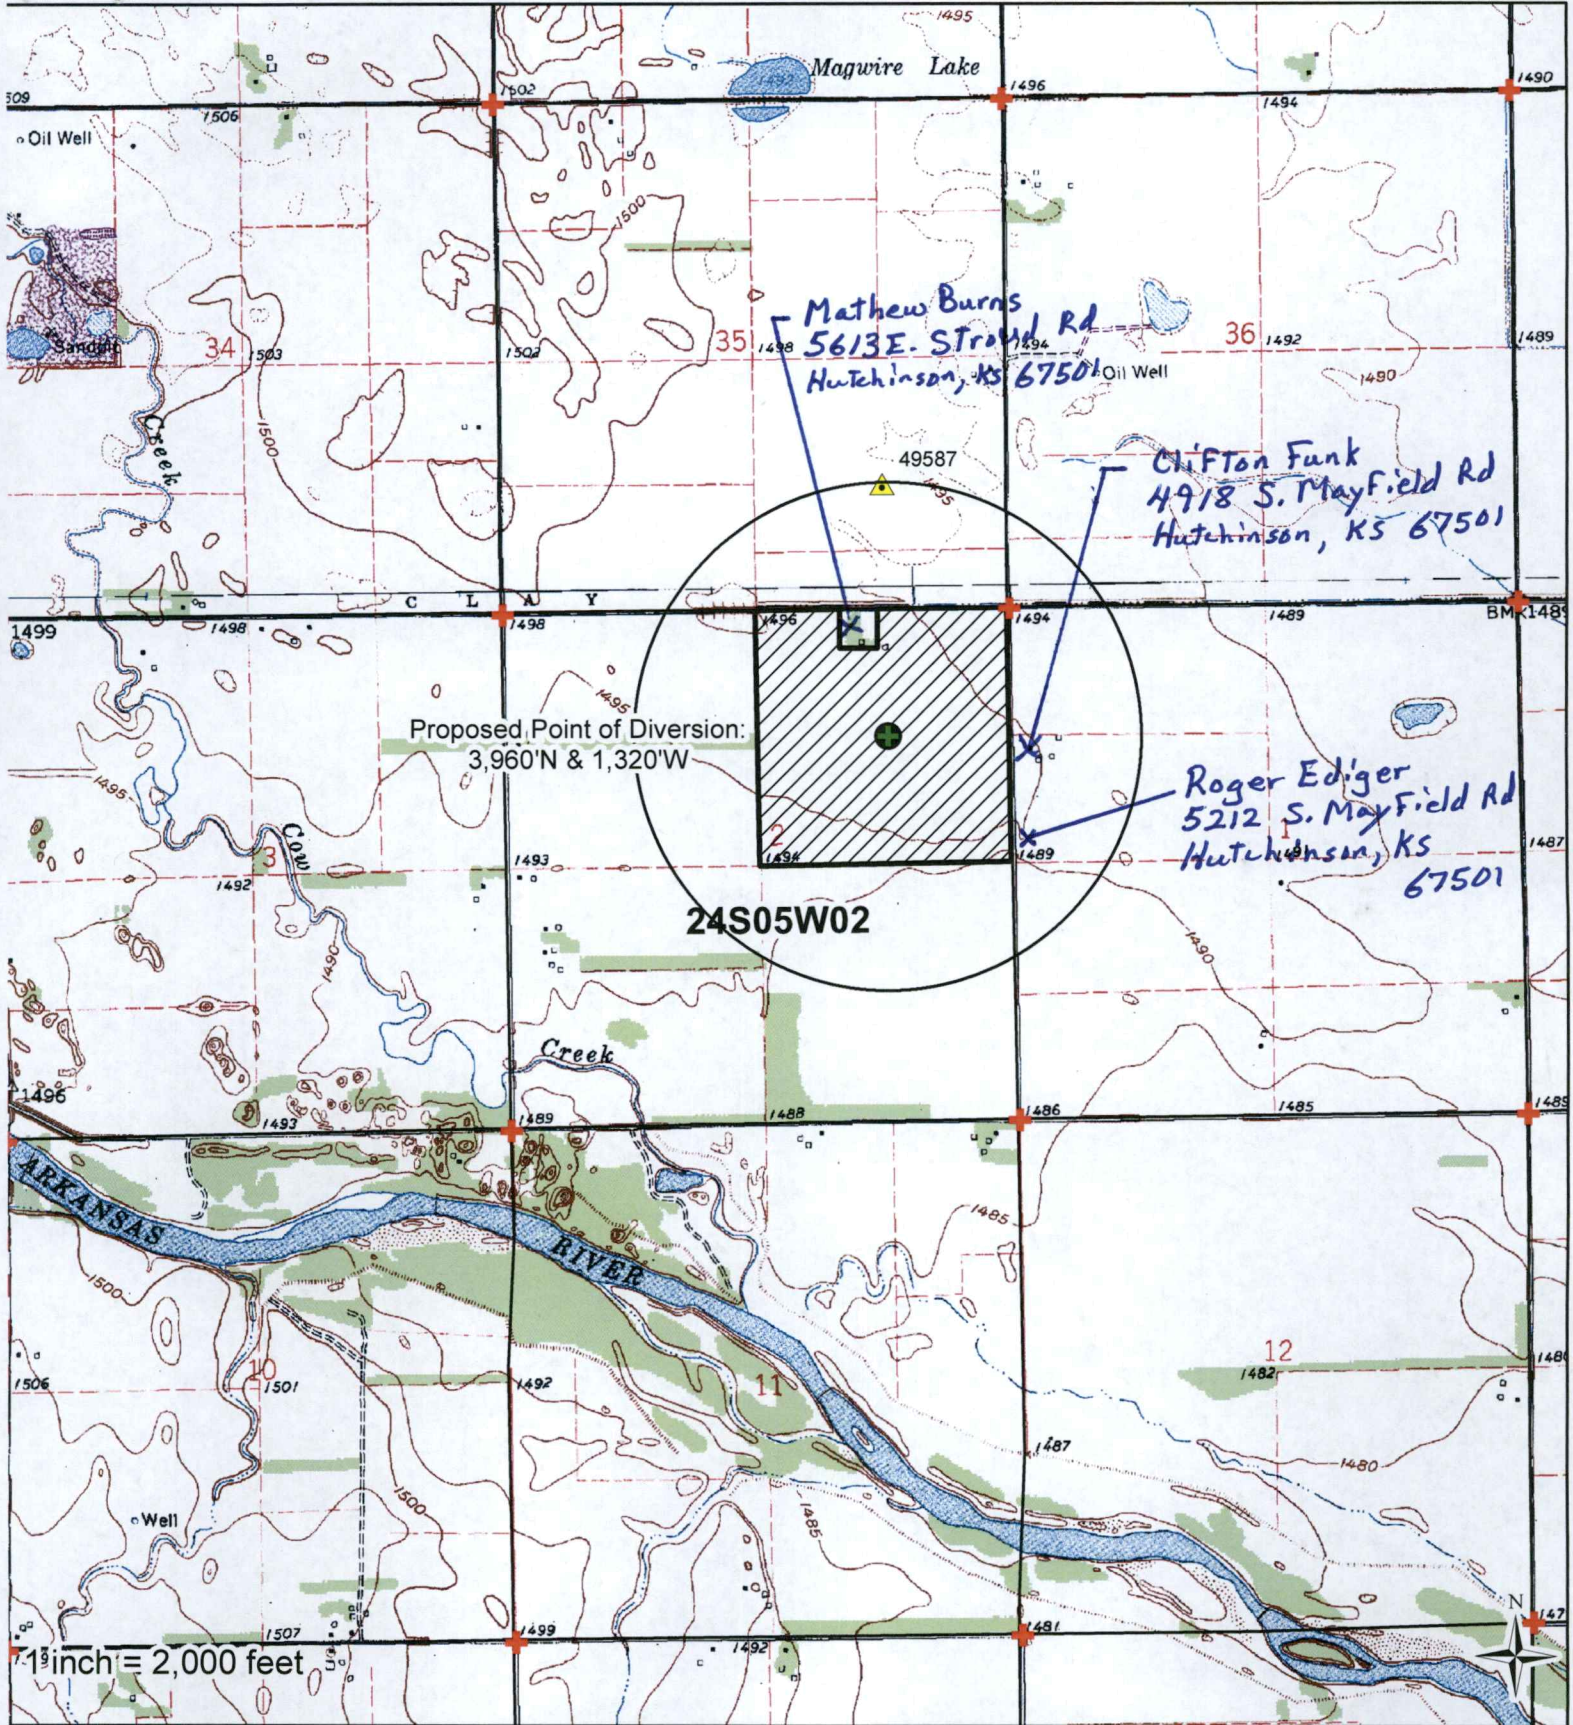 1495
Magwire Lake
1502
1496
1490
509
1506
1494
Oil Well
1500
Mathew Burns
5613 E. Stroud Rd
Hutchinson, KS 67501
34
1503
1502
35
1498
1494
36
1492
1489
Sandpit
Oil Well
1490
Creek
1500
49587
1495
Clifton Funk
4918 S. Mayfield Rd
Hutchinson, KS 67501
CLAY
1499
1498
1498
1496
1494
1489
BM 1489
1495
Proposed Point of Diversion:
3,960'N & 1,320'W
1495
Roger Ediger
5212 S. Mayfield Rd
Hutchinson, KS
67501
Cow
3
1493
2
1494
1489
1
1491
1487
1492
24S05W02
1490
1490
Creek
1496
1493
1489
1488
1486
1485
1489
ARKANSAS RIVER
1485
1500
10
12
1506
1501
1492
11
1482
1487
1480
1500
Well
1485
1507
1499
1492
1481
N
1 inch = 2,000 feet